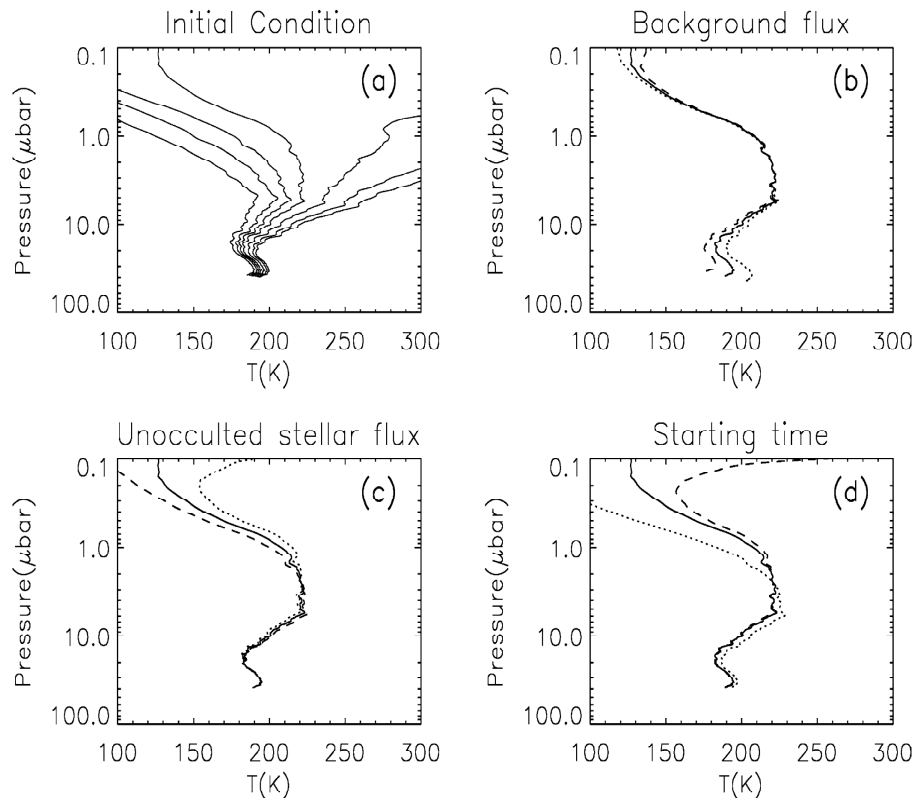 Initial Condition
(a)
Pressure(μbar)
0.1
1.0
10.0
100.0
100 150 200 250 300
T(K)
Background flux
(b)
Pressure(μbar)
0.1
1.0
10.0
100.0
100 150 200 250 300
T(K)
Unocculted stellar flux
(c)
Pressure(μbar)
0.1
1.0
10.0
100.0
100 150 200 250 300
T(K)
Starting time
(d)
Pressure(μbar)
0.1
1.0
10.0
100.0
100 150 200 250 300
T(K)